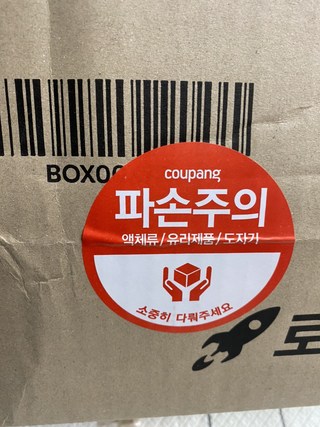 BOX00
coupang
파손주의
액체류/유리제품/도자기
소중히 다뤄주세요
로